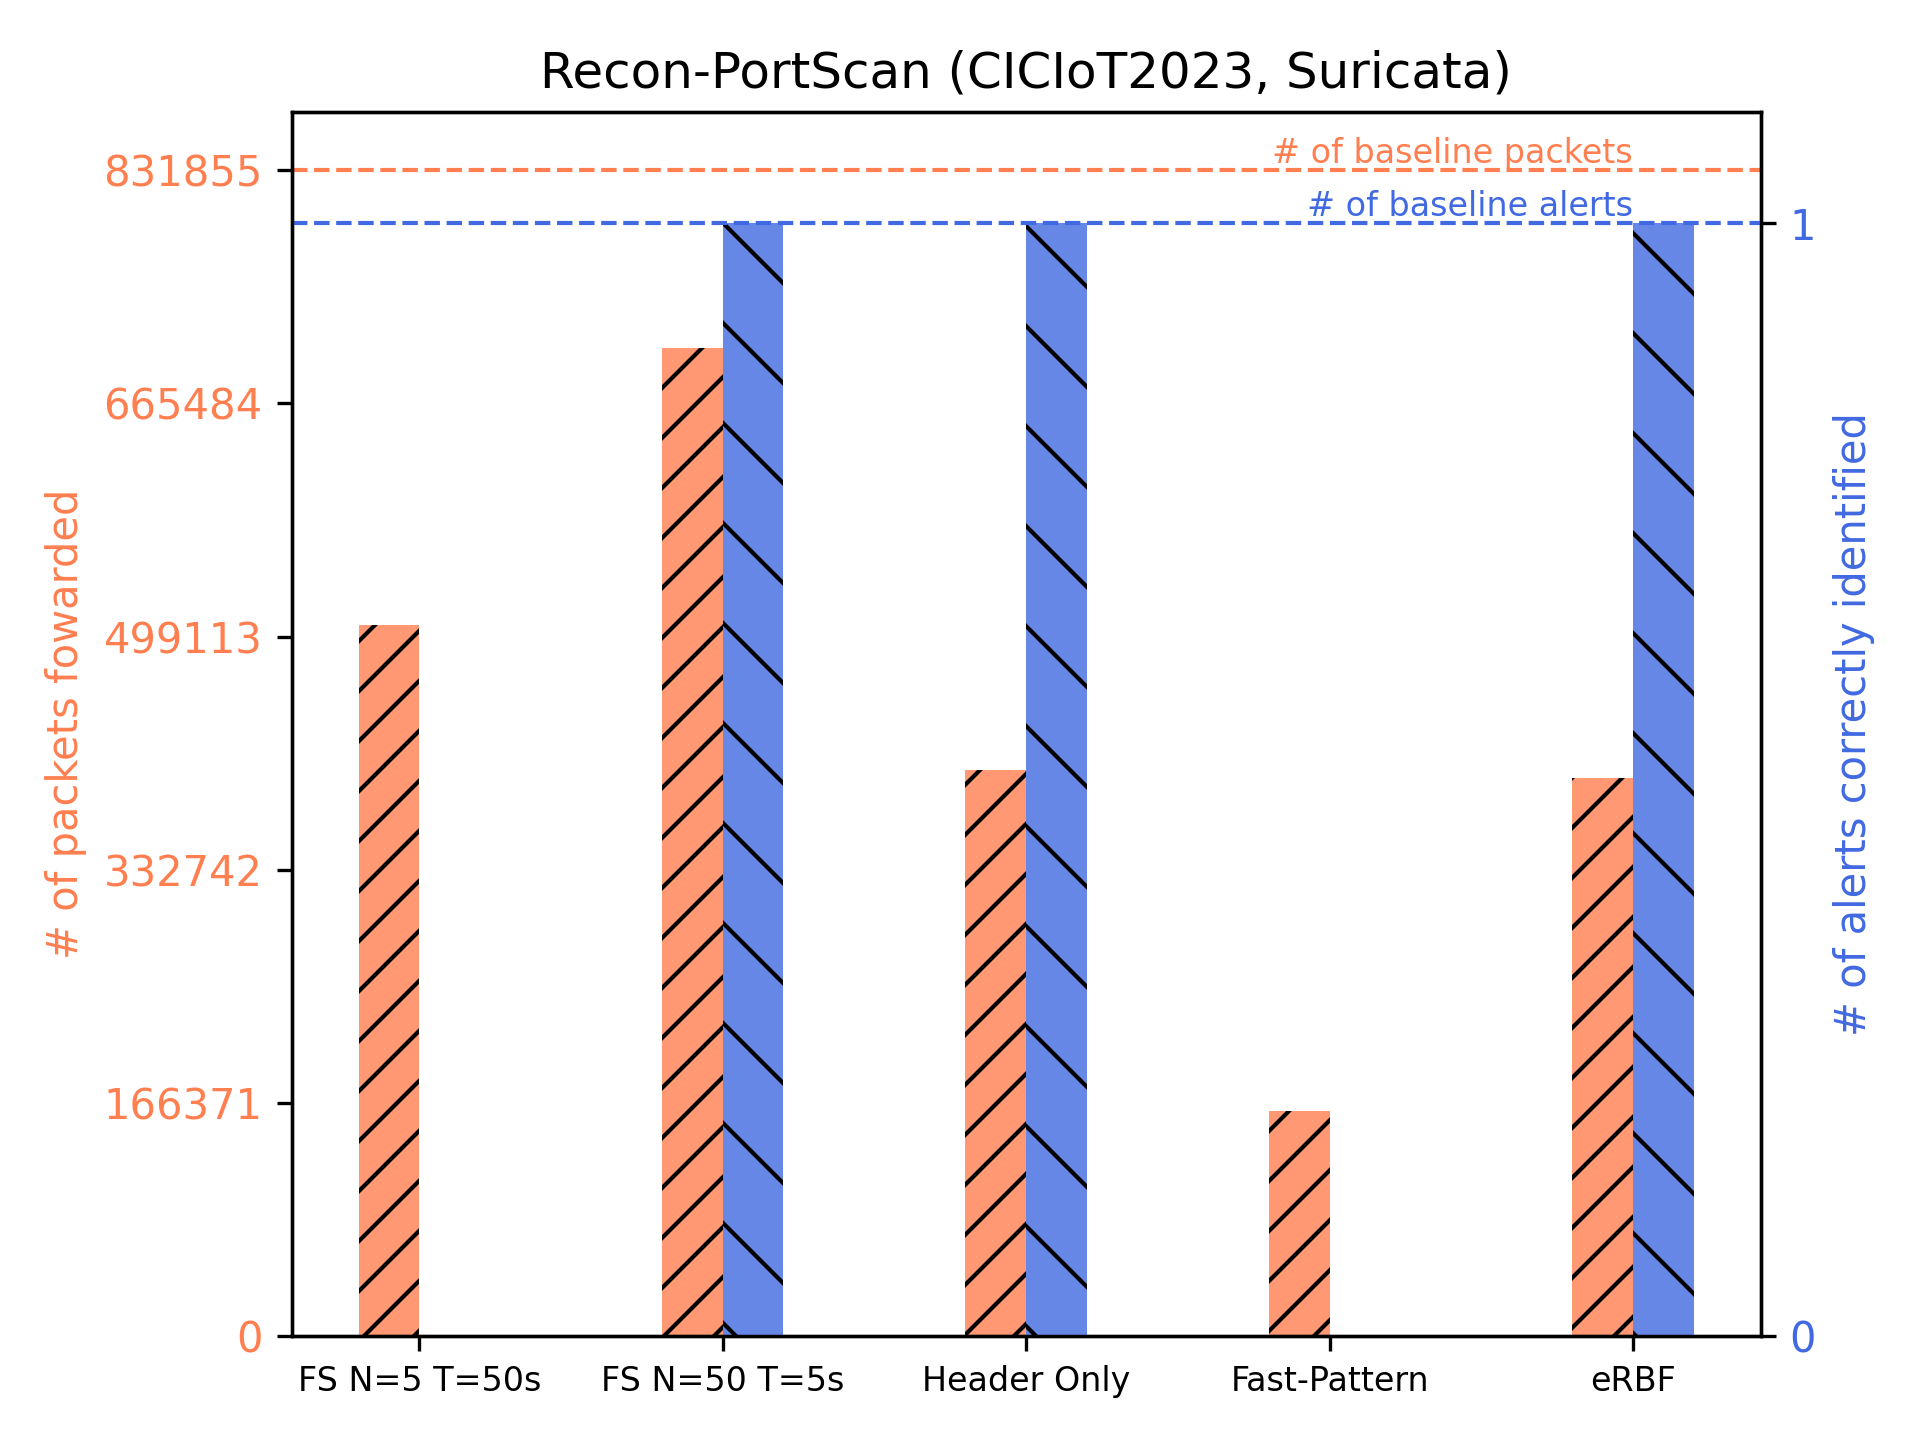 Recon-PortScan (CICIoT2023, Suricata)
# of baseline packets
# of baseline alerts
831855
665484
499113
332742
166371
0
# of packets fowarded
1
0
# of alerts correctly identified
FS N=5 T=50s
FS N=50 T=5s
Header Only
Fast-Pattern
eRBF